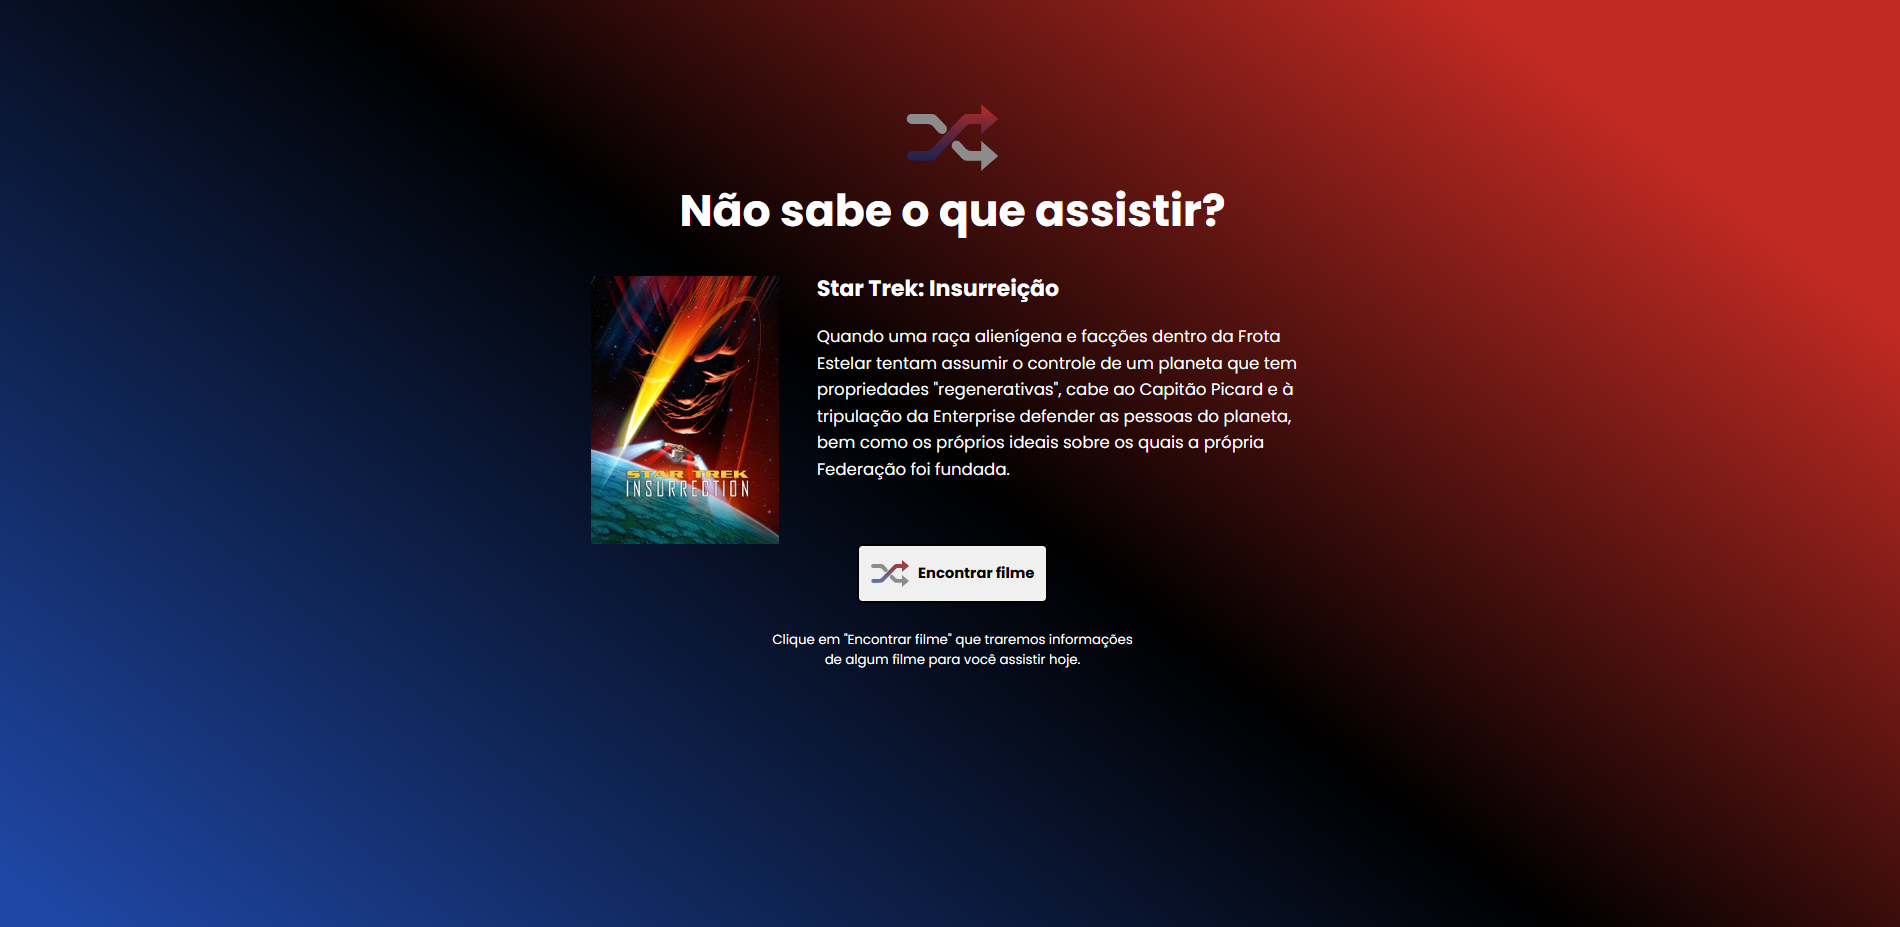 Não sabe o que assistir?
Star Trek: Insurreição
Quando uma raça alienígena e facções dentro da Frota
Estelar tentam assumir o controle de um planeta que tem
propriedades "regenerativas", cabe ao Capitão Picard e à
tripulação da Enterprise defender as pessoas do planeta,
bem como os próprios ideais sobre os quais a própria
Federação foi fundada.
STAR TREK
INSURRECTION
Encontrar filme
Clique em "Encontrar filme" que traremos informações
de algum filme para você assistir hoje.